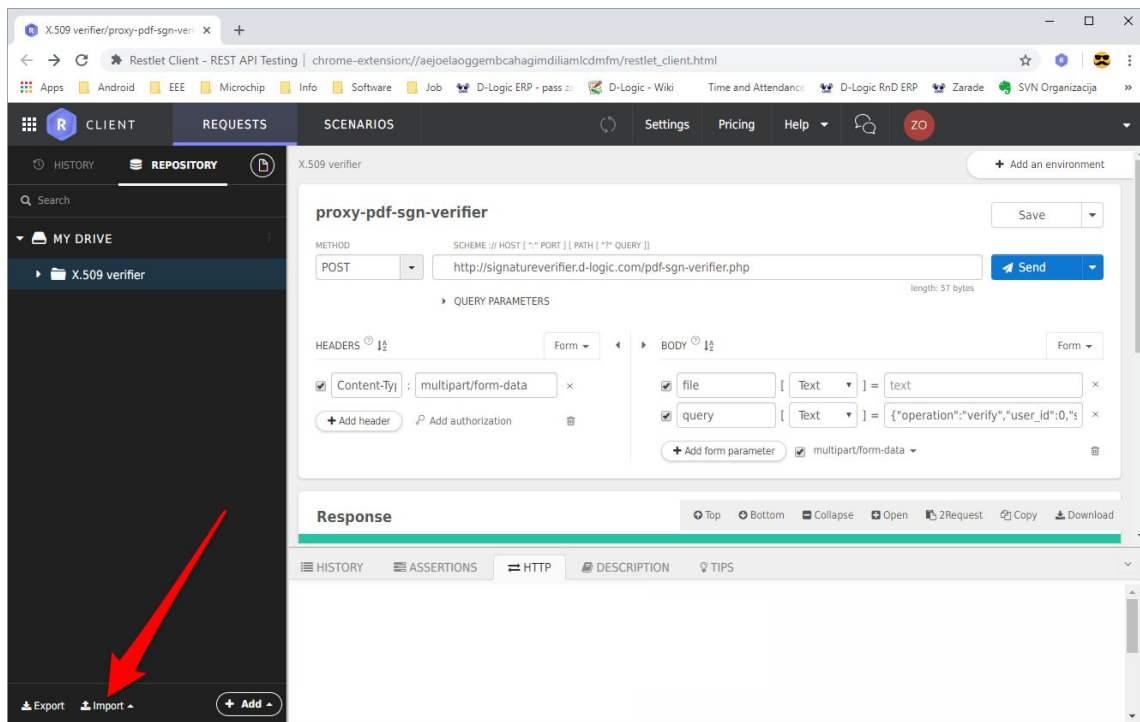 X.509 verifier/proxy-pdf-sgn-veri
Restlet Client - REST API Testing | chrome-extension://aejoelaoggembcahagimdiliamlcdmfm/restlet_client.html
Apps Android EEE Microchip Info Software Job D-Logic ERP - pass za D-Logic - Wiki Time and Attendance D-Logic RnD ERP Zarade SVN Organizacija »
R CLIENT REQUESTS SCENARIOS Settings Pricing Help ZO
HISTORY REPOSITORY X.509 verifier + Add an environment
Search
proxy-pdf-sgn-verifier Save
MY DRIVE
METHOD SCHEME :// HOST [ ":" PORT ] [ PATH [ "?" QUERY ]]
X.509 verifier POST http://signatureverifier.d-logic.com/pdf-sgn-verifier.php Send
length: 57 bytes
QUERY PARAMETERS
HEADERS ? Form BODY ? Form
Content-Typ : multipart/form-data × file [ Text ] = text ×
query [ Text ] = {"operation":"verify","user_id":0,"s ×
+ Add header Add authorization + Add form parameter multipart/form-data
Response Top Bottom Collapse Open 2Request Copy Download
HISTORY ASSERTIONS HTTP DESCRIPTION TIPS
Export Import + Add